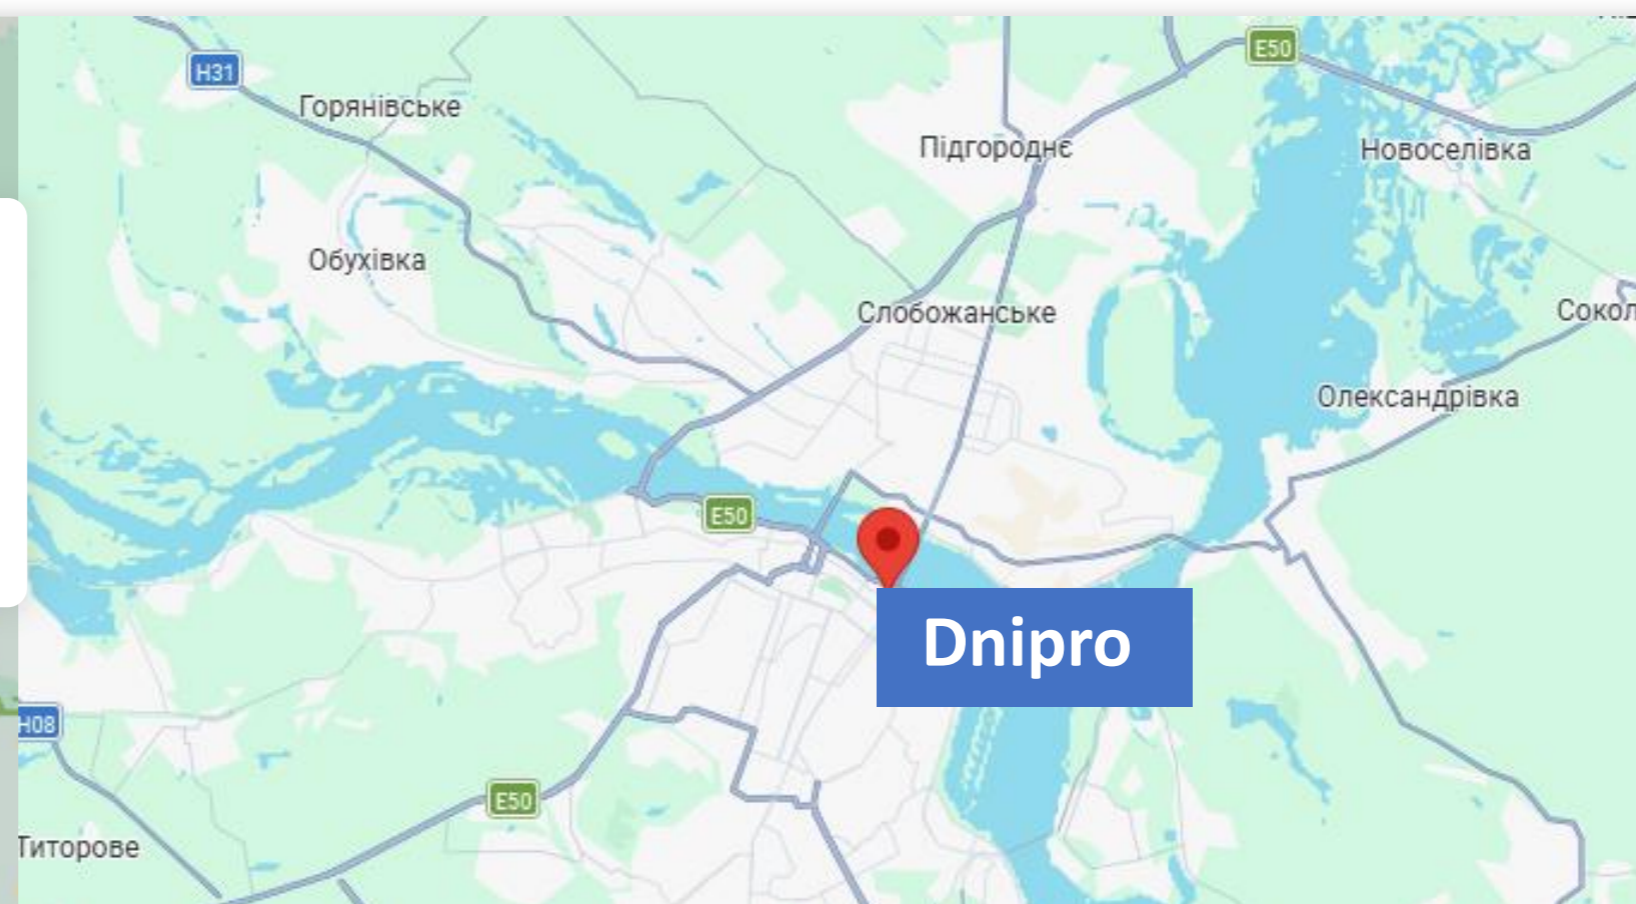 E50
H31
Горянівське
Підгороднє
Новоселівка
Обухівка
Слобожанське
Сокол
Олександрівка
E50
Dnipro
H08
E50
Титорове